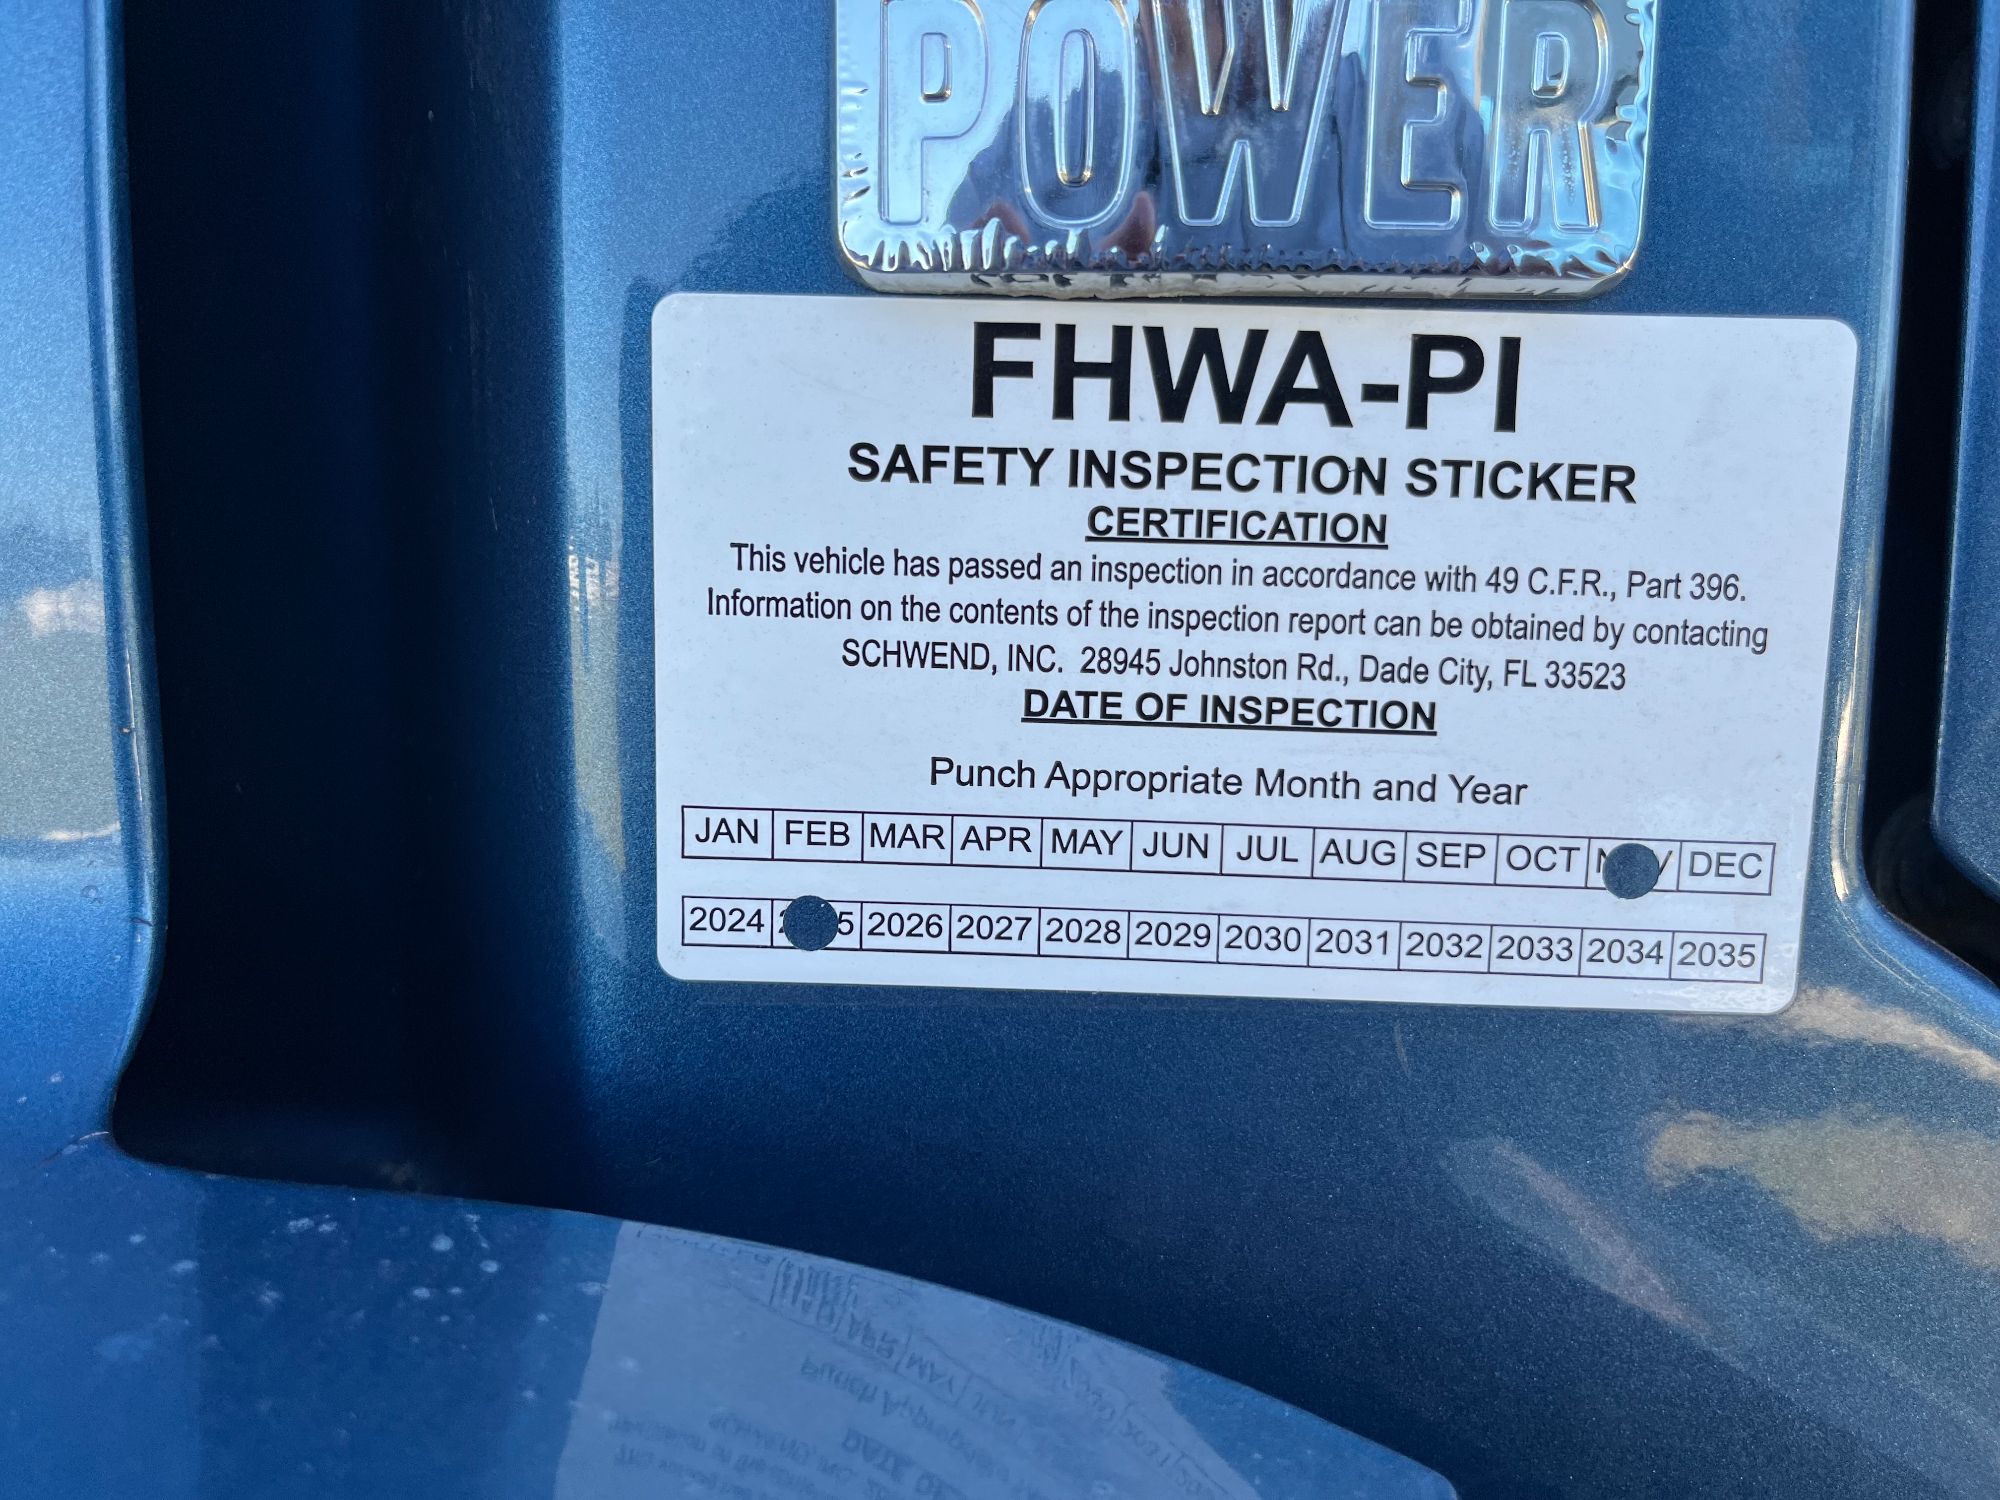 POWER
FHWA-PI
SAFETY INSPECTION STICKER
CERTIFICATION
This vehicle has passed an inspection in accordance with 49 C.F.R., Part 396.
Information on the contents of the inspection report can be obtained by contacting
SCHWEND, INC. 28945 Johnston Rd., Dade City, FL 33523
DATE OF INSPECTION
Punch Appropriate Month and Year
JAN FEB MAR APR MAY JUN JUL AUG SEP OCT DEC
2024 2026 2027 2028 2029 2030 2031 2032 2033 2034 2035